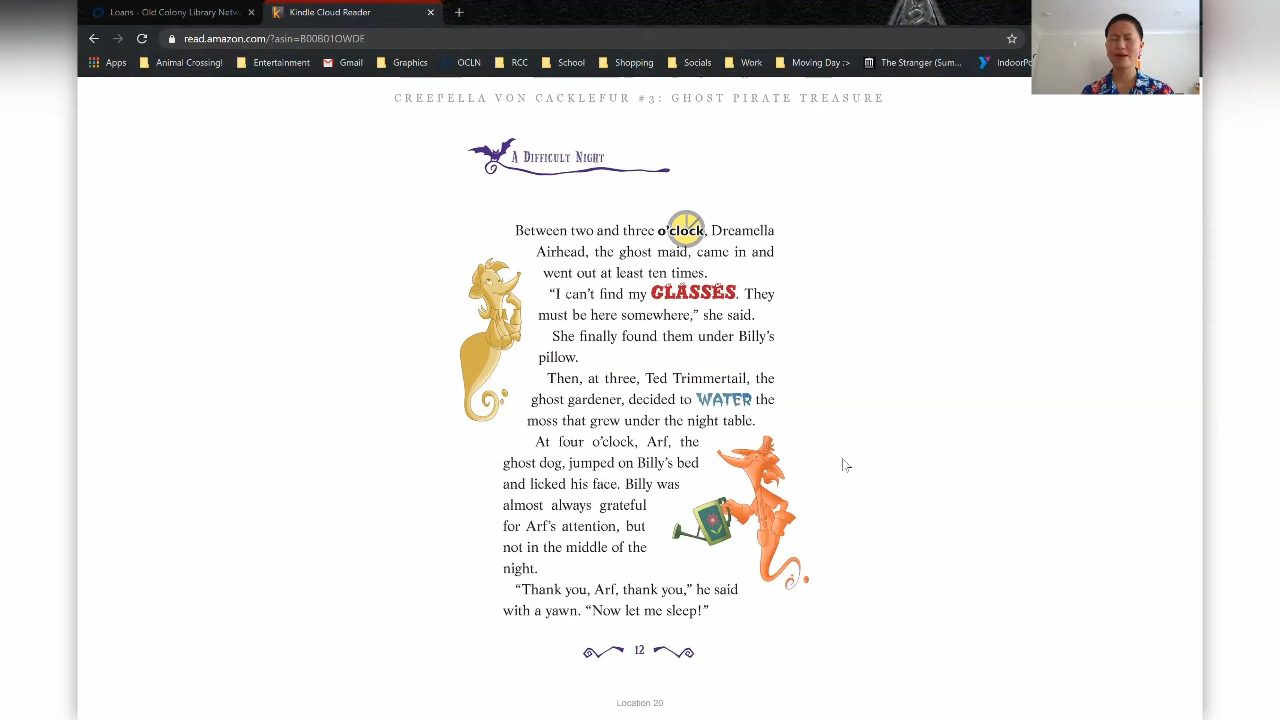 Loans - Old Colony Library Netw
Kindle Cloud Reader
read.amazon.com/?asin=B00B01OWDE
Apps Animal Crossing! Entertainment Gmail Graphics OCLN RCC School Shopping Socials Work Moving Day :> The Stranger (Sum... IndoorPo
CREEPELLA VON CACKLEFUR #3: GHOST PIRATE TREASURE
A Difficult Night
Between two and three o'clock, Dreamella
Airhead, the ghost maid, came in and
went out at least ten times.
"I can't find my GLASSES. They
must be here somewhere," she said.
She finally found them under Billy's
pillow.
Then, at three, Ted Trimmertail, the
ghost gardener, decided to WATER the
moss that grew under the night table.
At four o'clock, Arf, the
ghost dog, jumped on Billy's bed
and licked his face. Billy was
almost always grateful
for Arf's attention, but
not in the middle of the
night.
"Thank you, Arf, thank you," he said
with a yawn. "Now let me sleep!"
12
Location 20